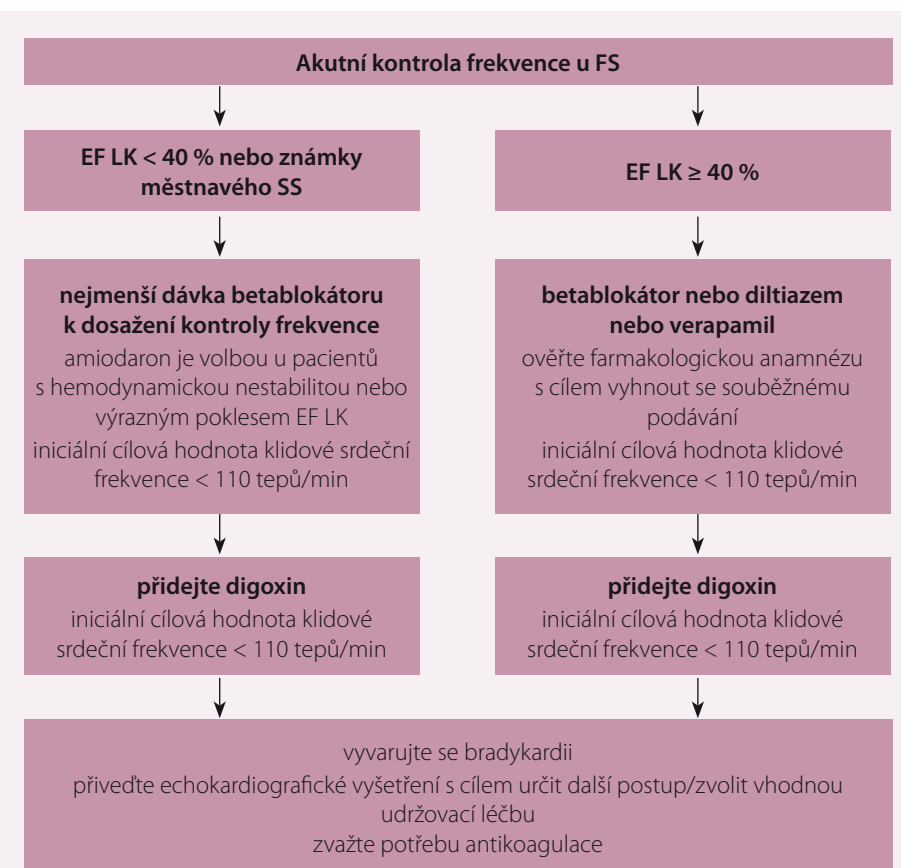 Akutní kontrola frekvence u FS
EF LK < 40 % nebo známky
městnavého SS
EF LK ≥ 40 %
nejmenší dávka betablokátoru
k dosažení kontroly frekvence
amiodaron je volbou u pacientů
s hemodynamickou nestabilitou nebo
výrazným poklesem EF LK
iniciální cílová hodnota klidové srdeční
frekvence < 110 tepů/min
betablokátor nebo diltiazem
nebo verapamil
ověřte farmakologickou anamnézu
s cílem vyhnout se souběžnému
podávání
iniciální cílová hodnota klidové
srdeční frekvence < 110 tepů/min
přidejte digoxin
iniciální cílová hodnota klidové
srdeční frekvence < 110 tepů/min
přidejte digoxin
iniciální cílová hodnota klidové
srdeční frekvence < 110 tepů/min
vyvarujte se bradykardii
přiveďte echokardiografické vyšetření s cílem určit další postup/zvolit vhodnou
udržovací léčbu
zvažte potřebu antikoagulace